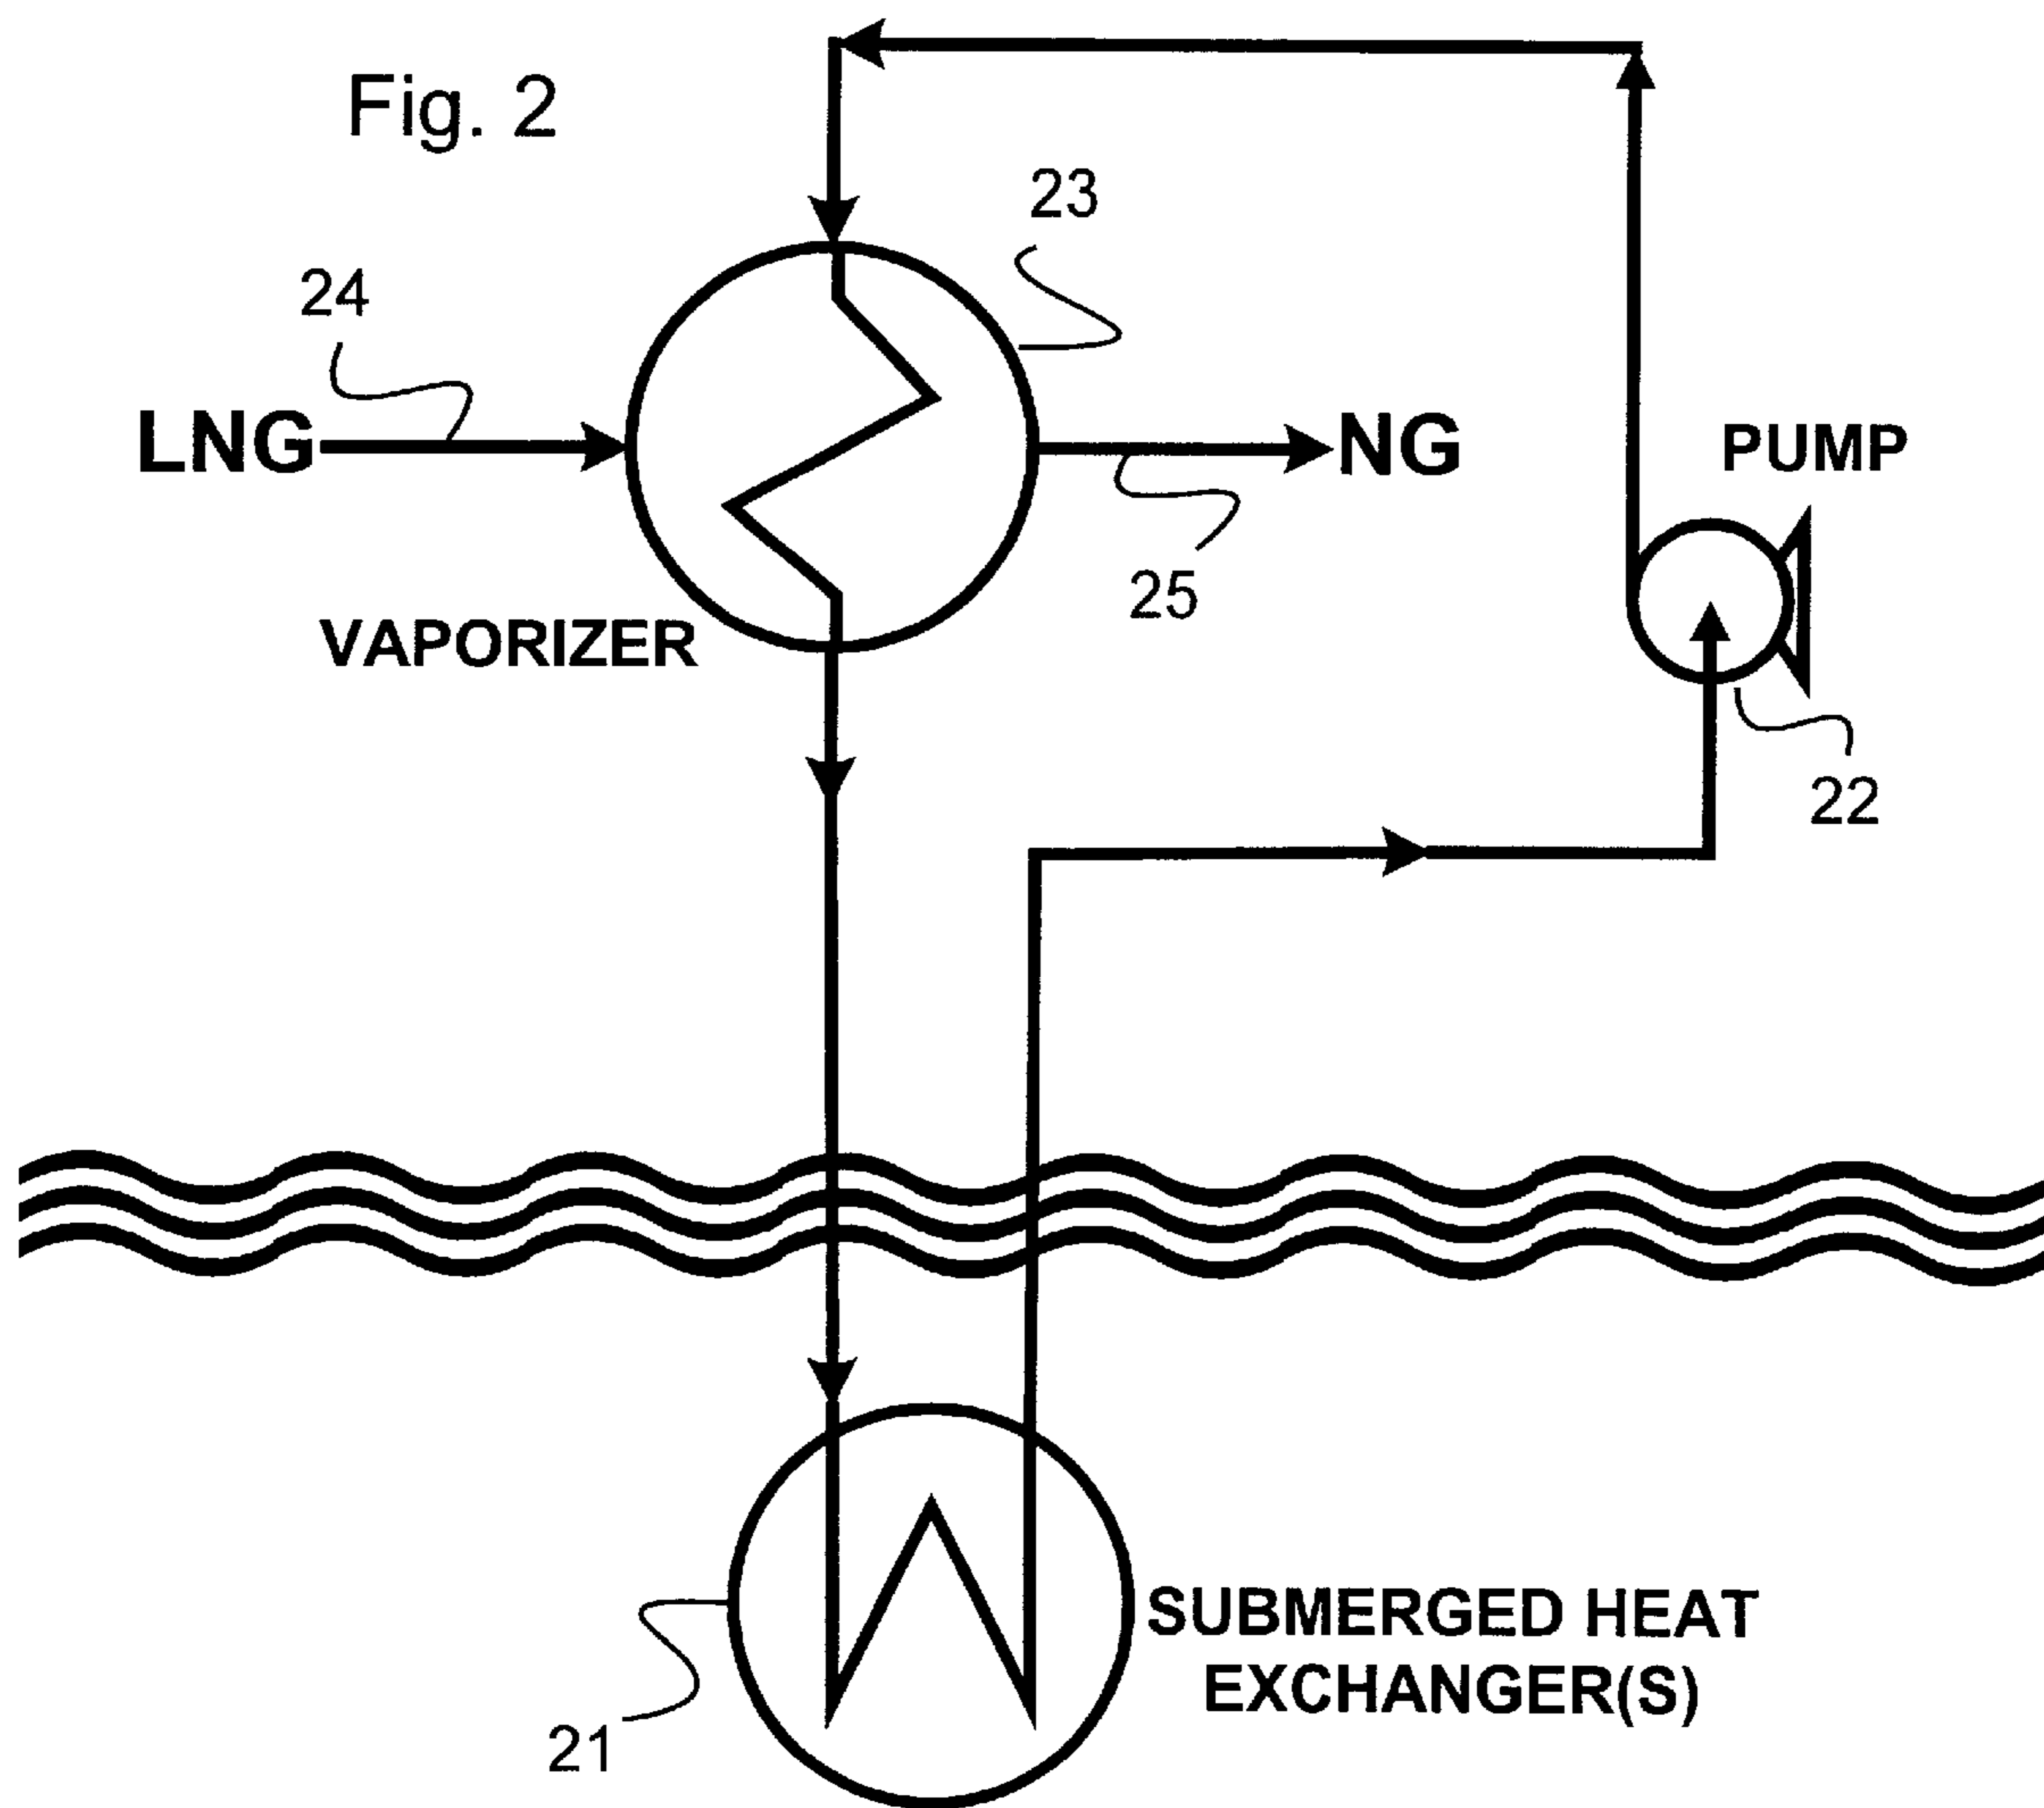 Fig. 2
23
24
LNG
NG
PUMP
25
VAPORIZER
22
SUBMERGED HEAT
EXCHANGER(S)
21